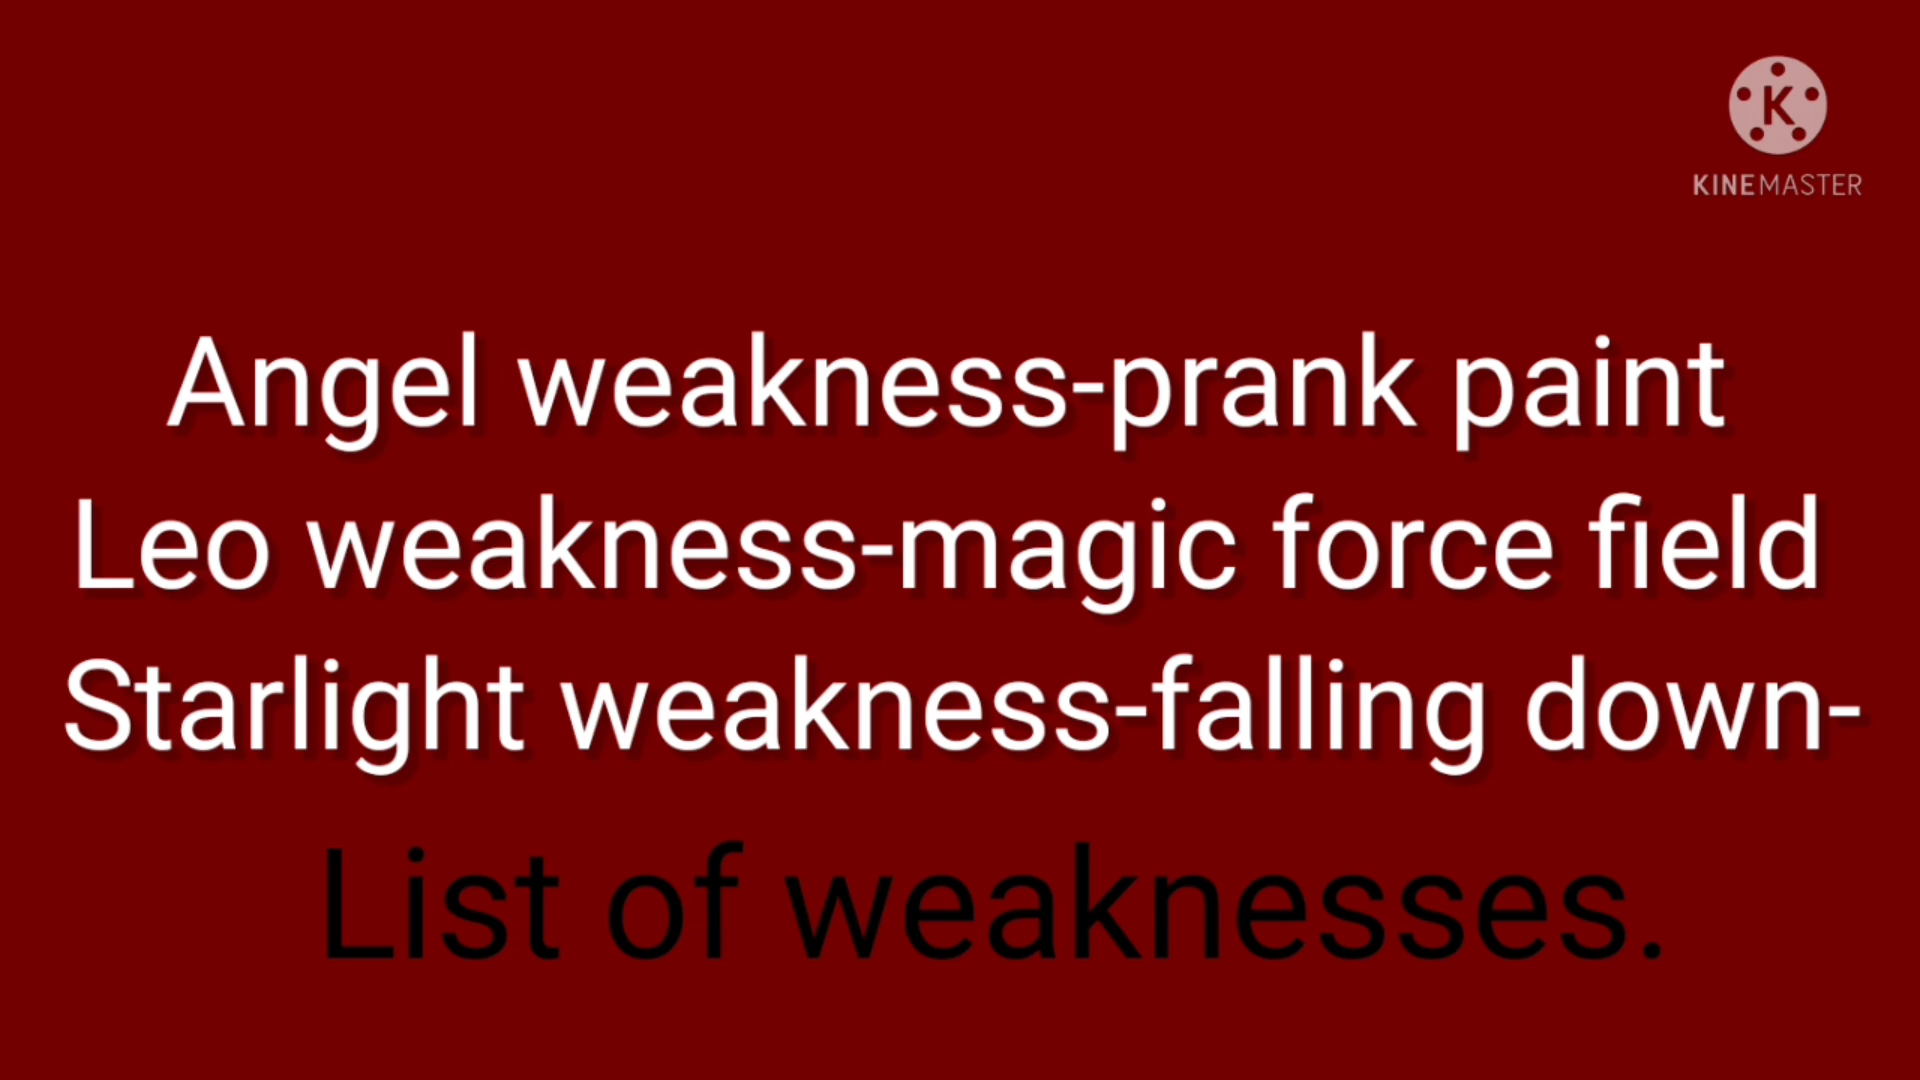 K
KINEMASTER
Angel weakness-prank paint
Leo weakness-magic force field
Starlight weakness-falling down-
List of weaknesses.